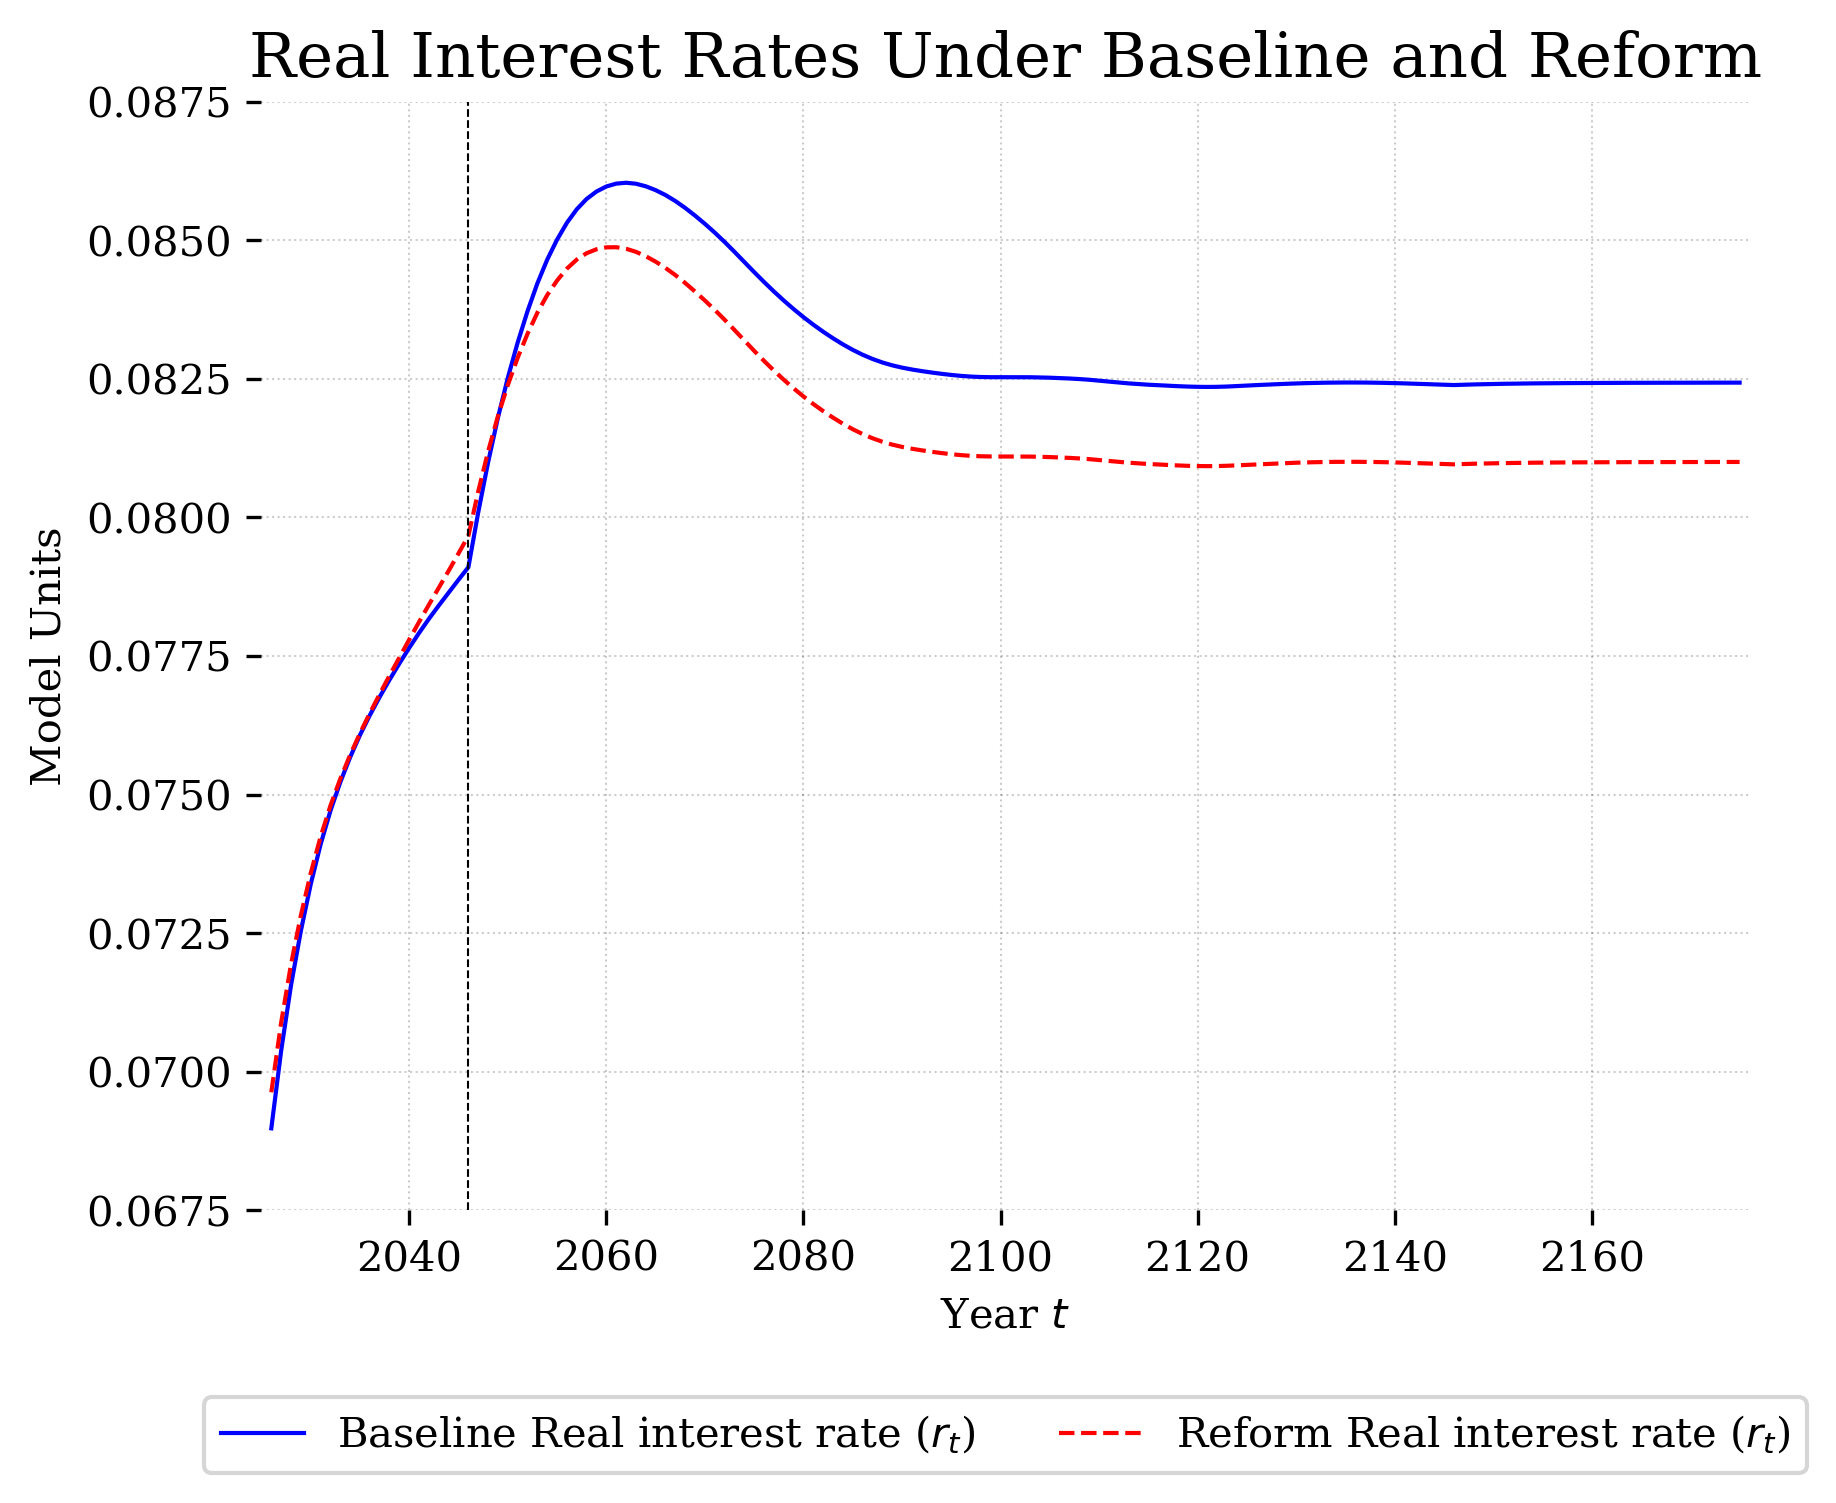 Real Interest Rates Under Baseline and Reform
0.0875
0.0850
0.0825
0.0800
0.0775
0.0750
0.0725
0.0700
0.0675
Model Units
2040 2060 2080 2100 2120 2140 2160
Year t
Baseline Real interest rate (rₜ) Reform Real interest rate (rₜ)